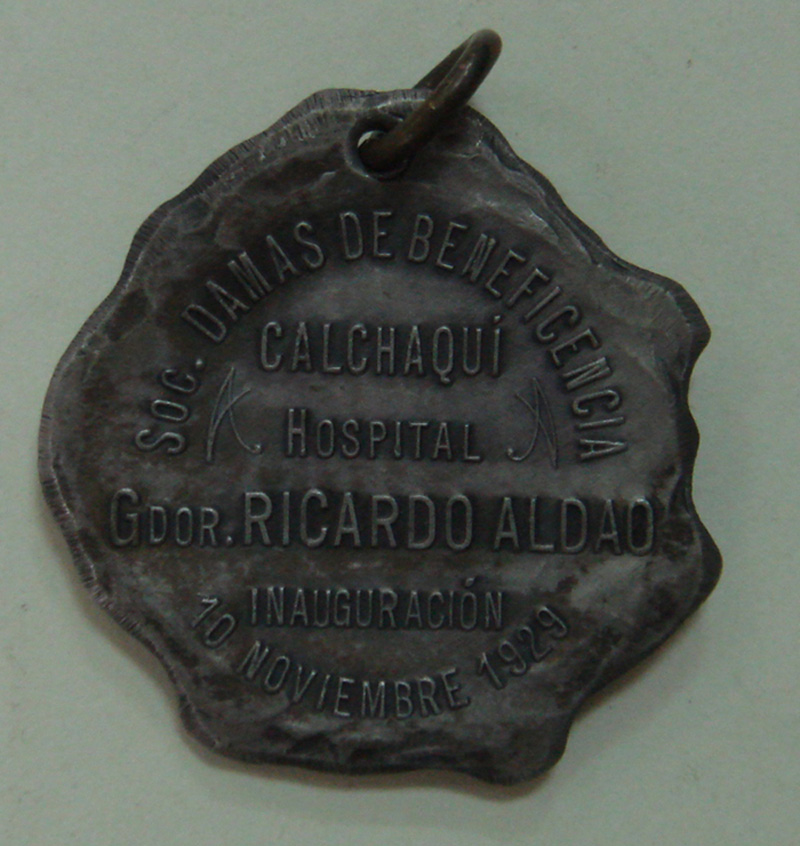 SOC. DAMAS DE BENEFICENCIA
CALCHAQUÍ
HOSPITAL
GDOR. RICARDO ALDAO
INAUGURACIÓN
10 NOVIEMBRE 1929